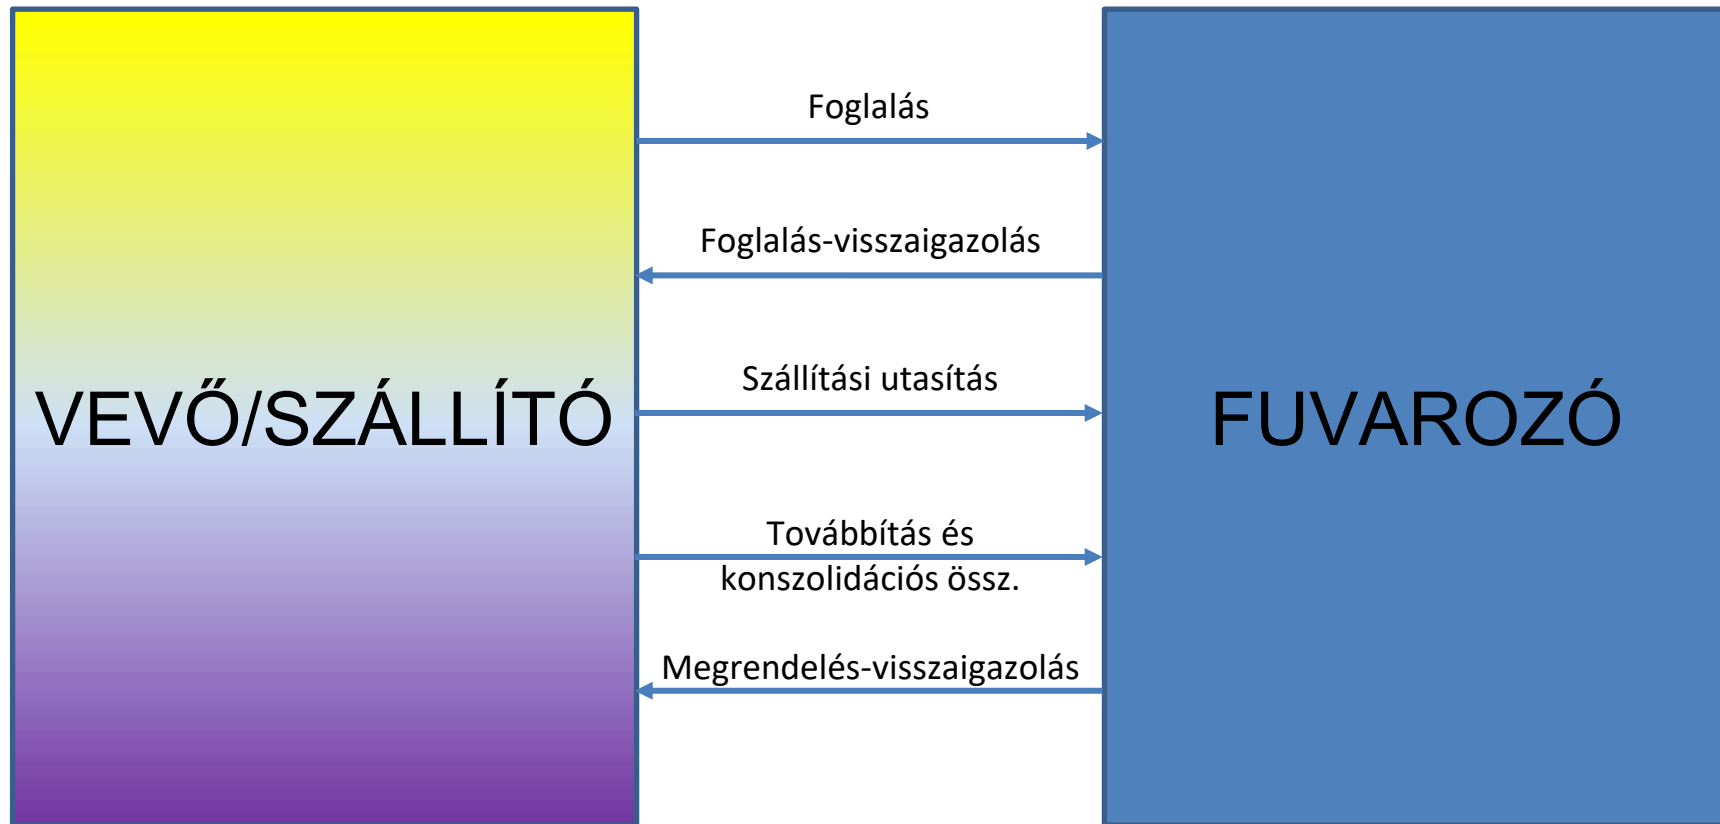 Foglalás
Foglalás-visszaigazolás
Szállítási utasítás
VEVŐ/SZÁLLÍTÓ
FUVAROZÓ
Továbbítás és
konszolidációs össz.
Megrendelés-visszaigazolás